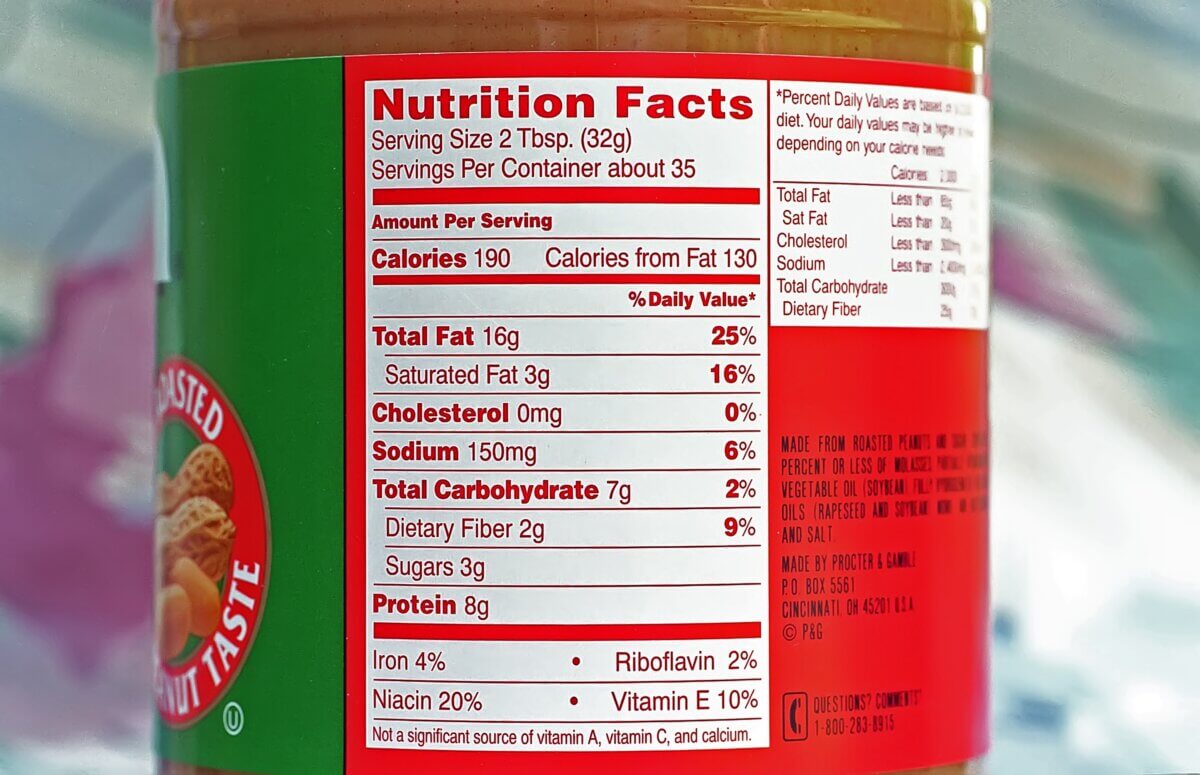 Nutrition Facts
Serving Size 2 Tbsp. (32g)
Servings Per Container about 35
Amount Per Serving
Calories 190 Calories from Fat 130
% Daily Value*
Total Fat 16g 25%
Saturated Fat 3g 16%
Cholesterol 0mg 0%
Sodium 150mg 6%
Total Carbohydrate 7g 2%
Dietary Fiber 2g 9%
Sugars 3g
Protein 8g
Iron 4% • Riboflavin 2%
Niacin 20% • Vitamin E 10%
Not a significant source of vitamin A, vitamin C, and calcium.
*Percent Daily Values are based
diet. Your daily values may be higher
depending on your calorie needs
Calories
Total Fat Less than
Sat Fat Less than
Cholesterol Less than
Sodium Less than
Total Carbohydrate
Dietary Fiber
MADE FROM ROASTED PEANUTS AND
PERCENT OR LESS OF MOLASSES
VEGETABLE OIL (SOYBEAN)
OILS (RAPESEED AND SOYBEAN
AND SALT.
MADE BY PROCTER & GAMBLE
P.O. BOX 5561
CINCINNATI, OH 45201 U.S.A.
© P&G
QUESTIONS? COMMENTS?
1-800-283-8915
OASTED
NUT TASTE
U